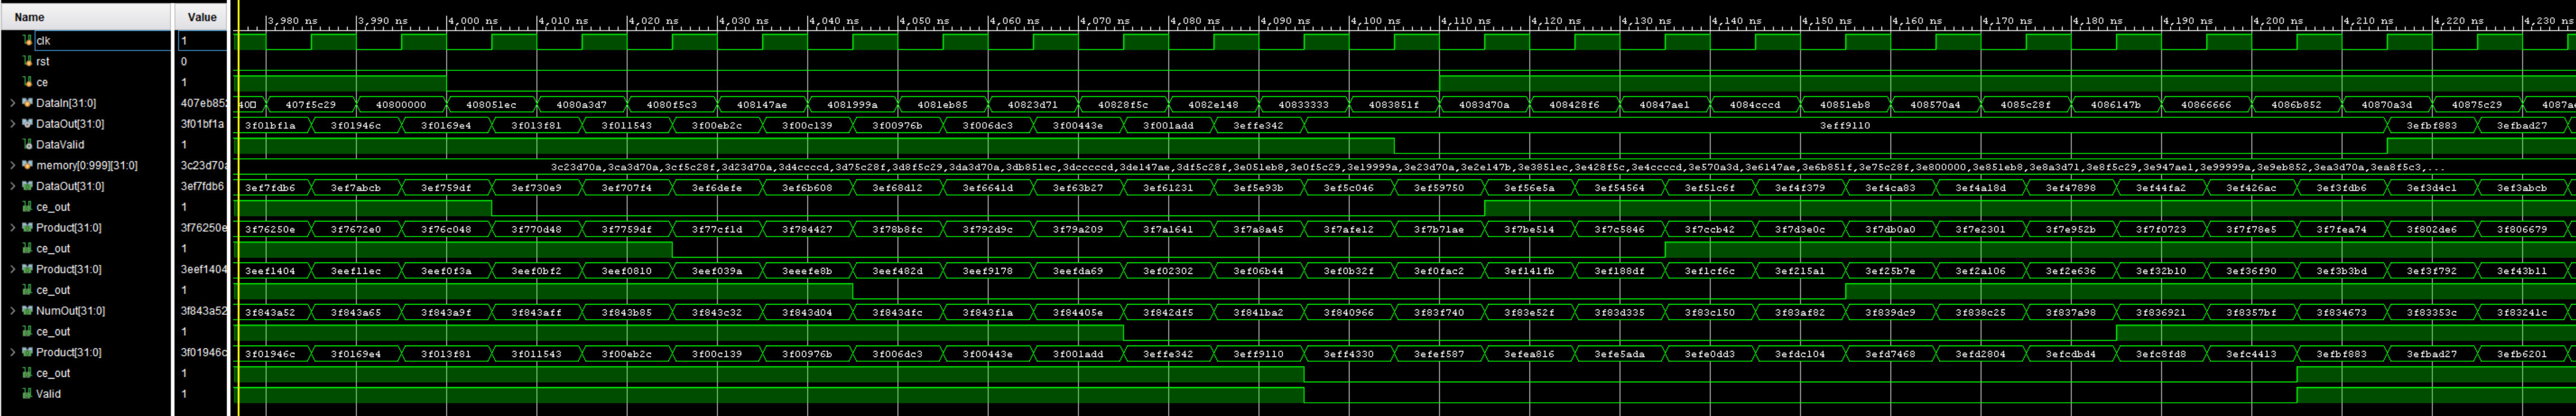 Name Value 3,980 ns 3,990 ns 4,000 ns 4,010 ns 4,020 ns 4,030 ns 4,040 ns 4,050 ns 4,060 ns 4,070 ns 4,080 ns 4,090 ns 4,100 ns 4,110 ns 4,120 ns 4,130 ns 4,140 ns 4,150 ns 4,160 ns 4,170 ns 4,180 ns 4,190 ns 4,200 ns 4,210 ns 4,220 ns 4,230 ns
clk 1
rst 0
ce 1
DataIn[31:0] 407eb85 407f5c29 40800000 408051ec 4080a3d7 4080f5c3 408147ae 4081999a 4081eb85 40823d71 40828f5c 4082e148 40833333 4083851f 4083d70a 408428f6 40847ae1 4084cccd 40851eb8 408570a4 4085c28f 4086147b 40866666 4086b852 40870a3d 40875c29 4087a
DataOut[31:0] 3f01bf1a 3f01bf1a 3f01946c 3f0169e4 3f013f81 3f011543 3f00eb2c 3f00c139 3f00976b 3f006dc3 3f00443e 3f001add 3effe342 3eff9110 3efbf883 3efbad27
DataValid 1
memory[0:999][31:0] 3c23d70 3c23d70a,3ca3d70a,3cf5c28f,3d23d70a,3d4ccccd,3d75c28f,3d8f5c29,3da3d70a,3db851ec,3dcccccd,3de147ae,3df5c28f,3e051eb8,3e0f5c29,3e19999a,3e23d70a,3e2e147b,3e3851ec,3e428f5c,3e4ccccd,3e570a3d,3e6147ae,3e6b851f,3e75c28f,3e800000,3e851eb8,3e8a3d71,3e8f5c29,3e947ae1,3e99999a,3e9eb852,3ea3d70a,3ea8f5c3,...
DataOut[31:0] 3ef7fdb6 3ef7fdb6 3ef7abcb 3ef759df 3ef730e9 3ef707f4 3ef6defe 3ef6b608 3ef68d12 3ef6641d 3ef63b27 3ef61231 3ef5e93b 3ef5c046 3ef59750 3ef56e5a 3ef54564 3ef51c6f 3ef4f379 3ef4ca83 3ef4a18d 3ef47898 3ef44fa2 3ef426ac 3ef3fdb6 3ef3d4c1 3ef3abcb
ce_out 1
Product[31:0] 3f76250e 3f76250e 3f7672e0 3f76c048 3f770d48 3f7759df 3f77cf1d 3f784427 3f78b8fc 3f792d9c 3f79a209 3f7a1641 3f7a8a45 3f7afe12 3f7b71ae 3f7be514 3f7c5846 3f7ccb42 3f7d3e0c 3f7db0a0 3f7e2301 3f7e952b 3f7f0723 3f7f78e5 3f7fea74 3f802de6 3f806679
ce_out 1
Product[31:0] 3eef1404 3eef1404 3eef11ec 3eef0f3a 3eef0bf2 3eef0810 3eef039a 3eeefe8b 3eef482d 3eef9178 3eefda69 3ef02302 3ef06b44 3ef0b32f 3ef0fac2 3ef141fb 3ef188df 3ef1cf6c 3ef215a1 3ef25b7e 3ef2a106 3ef2e636 3ef32b10 3ef36f90 3ef3b3bd 3ef3f792 3ef43b11
ce_out 1
NumOut[31:0] 3f843a52 3f843a52 3f843a65 3f843a9f 3f843aff 3f843b85 3f843c32 3f843d04 3f843dfc 3f843f1a 3f84405e 3f842df5 3f841ba2 3f840966 3f83f740 3f83e52f 3f83d335 3f83c150 3f83af82 3f839dc9 3f838c25 3f837a98 3f836921 3f8357bf 3f834673 3f83353c 3f83241c
ce_out 1
Product[31:0] 3f01946c 3f01946c 3f0169e4 3f013f81 3f011543 3f00eb2c 3f00c139 3f00976b 3f006dc3 3f00443e 3f001add 3effe342 3eff9110 3eff4330 3efef587 3efea816 3efe5ada 3efe0dd3 3efdc104 3efd7468 3efd2804 3efcdbd4 3efc8fd8 3efc4413 3efbf883 3efbad27 3efb6201
ce_out 1
Valid 1